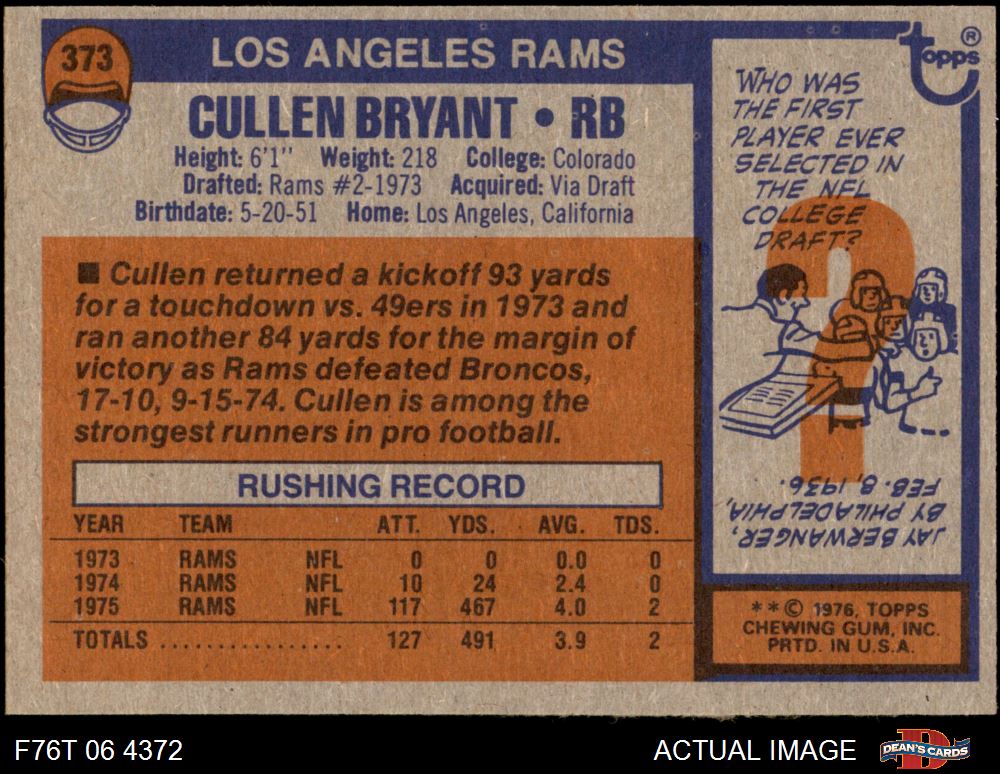 373
LOS ANGELES RAMS
CULLEN BRYANT • RB
Height: 6'1" Weight: 218 College: Colorado
Drafted: Rams #2-1973 Acquired: Via Draft
Birthdate: 5-20-51 Home: Los Angeles, California
■ Cullen returned a kickoff 93 yards
for a touchdown vs. 49ers in 1973 and
ran another 84 yards for the margin of
victory as Rams defeated Broncos,
17-10, 9-15-74. Cullen is among the
strongest runners in pro football.
RUSHING RECORD
YEAR TEAM ATT. YDS. AVG. TDS.
1973 RAMS NFL 0 0 0.0 0
1974 RAMS NFL 10 24 2.4 0
1975 RAMS NFL 117 467 4.0 2
TOTALS ................ 127 491 3.9 2
topps ®
WHO WAS
THE FIRST
PLAYER EVER
SELECTED IN
THE NFL
COLLEGE
DRAFT?
?
JAY BERWANGER,
BY PHILADELPHIA,
FEB. 8, 1936.
**© 1976, TOPPS
CHEWING GUM, INC.
PRTD. IN U.S.A.
F76T 06 4372
ACTUAL IMAGE
DEAN'S CARDS